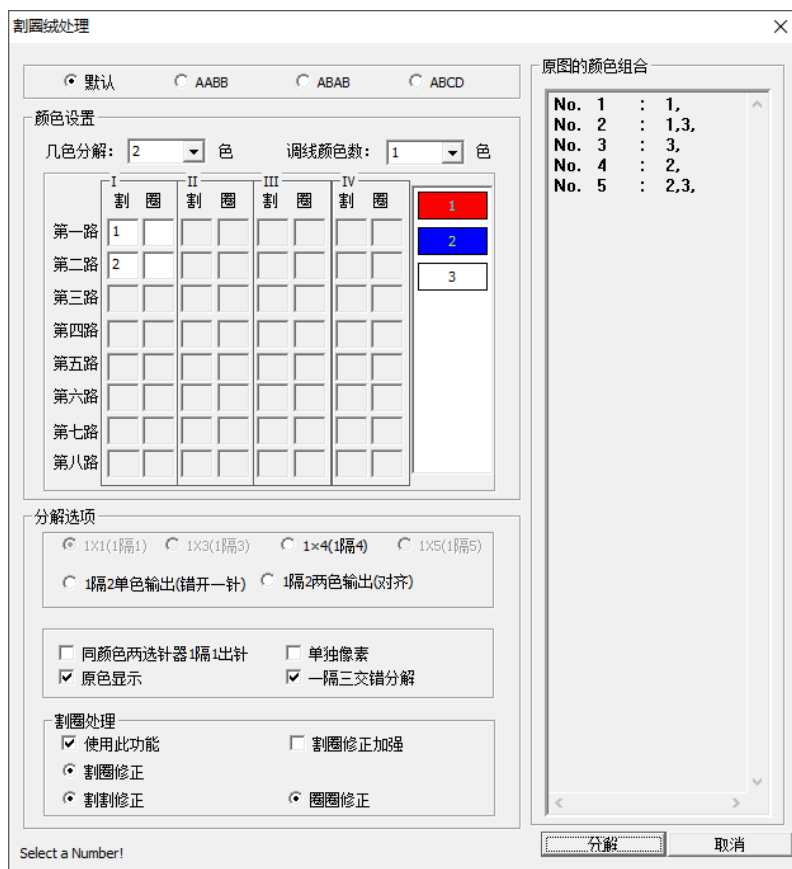 割圈绒处理
默认 AABB ABAB ABCD
颜色设置
几色分解: 2 色 调线颜色数: 1 色
I II III IV
割 圈 割 圈 割 圈 割 圈
第一路 1
第二路 2
第三路
第四路
第五路
第六路
第七路
第八路
1
2
3
分解选项
1X1(1隔1) 1X3(1隔3) 1×4(1隔4) 1X5(1隔5)
1隔2单色输出(错开一针) 1隔2两色输出(对齐)
同颜色两选针器1隔1出针 单独像素
原色显示 一隔三交错分解
割圈处理
使用此功能 割圈修正加强
割圈修正
割割修正 圈圈修正
Select a Number!
原图的颜色组合
No. 1 : 1,
No. 2 : 1,3,
No. 3 : 3,
No. 4 : 2,
No. 5 : 2,3,
分解 取消